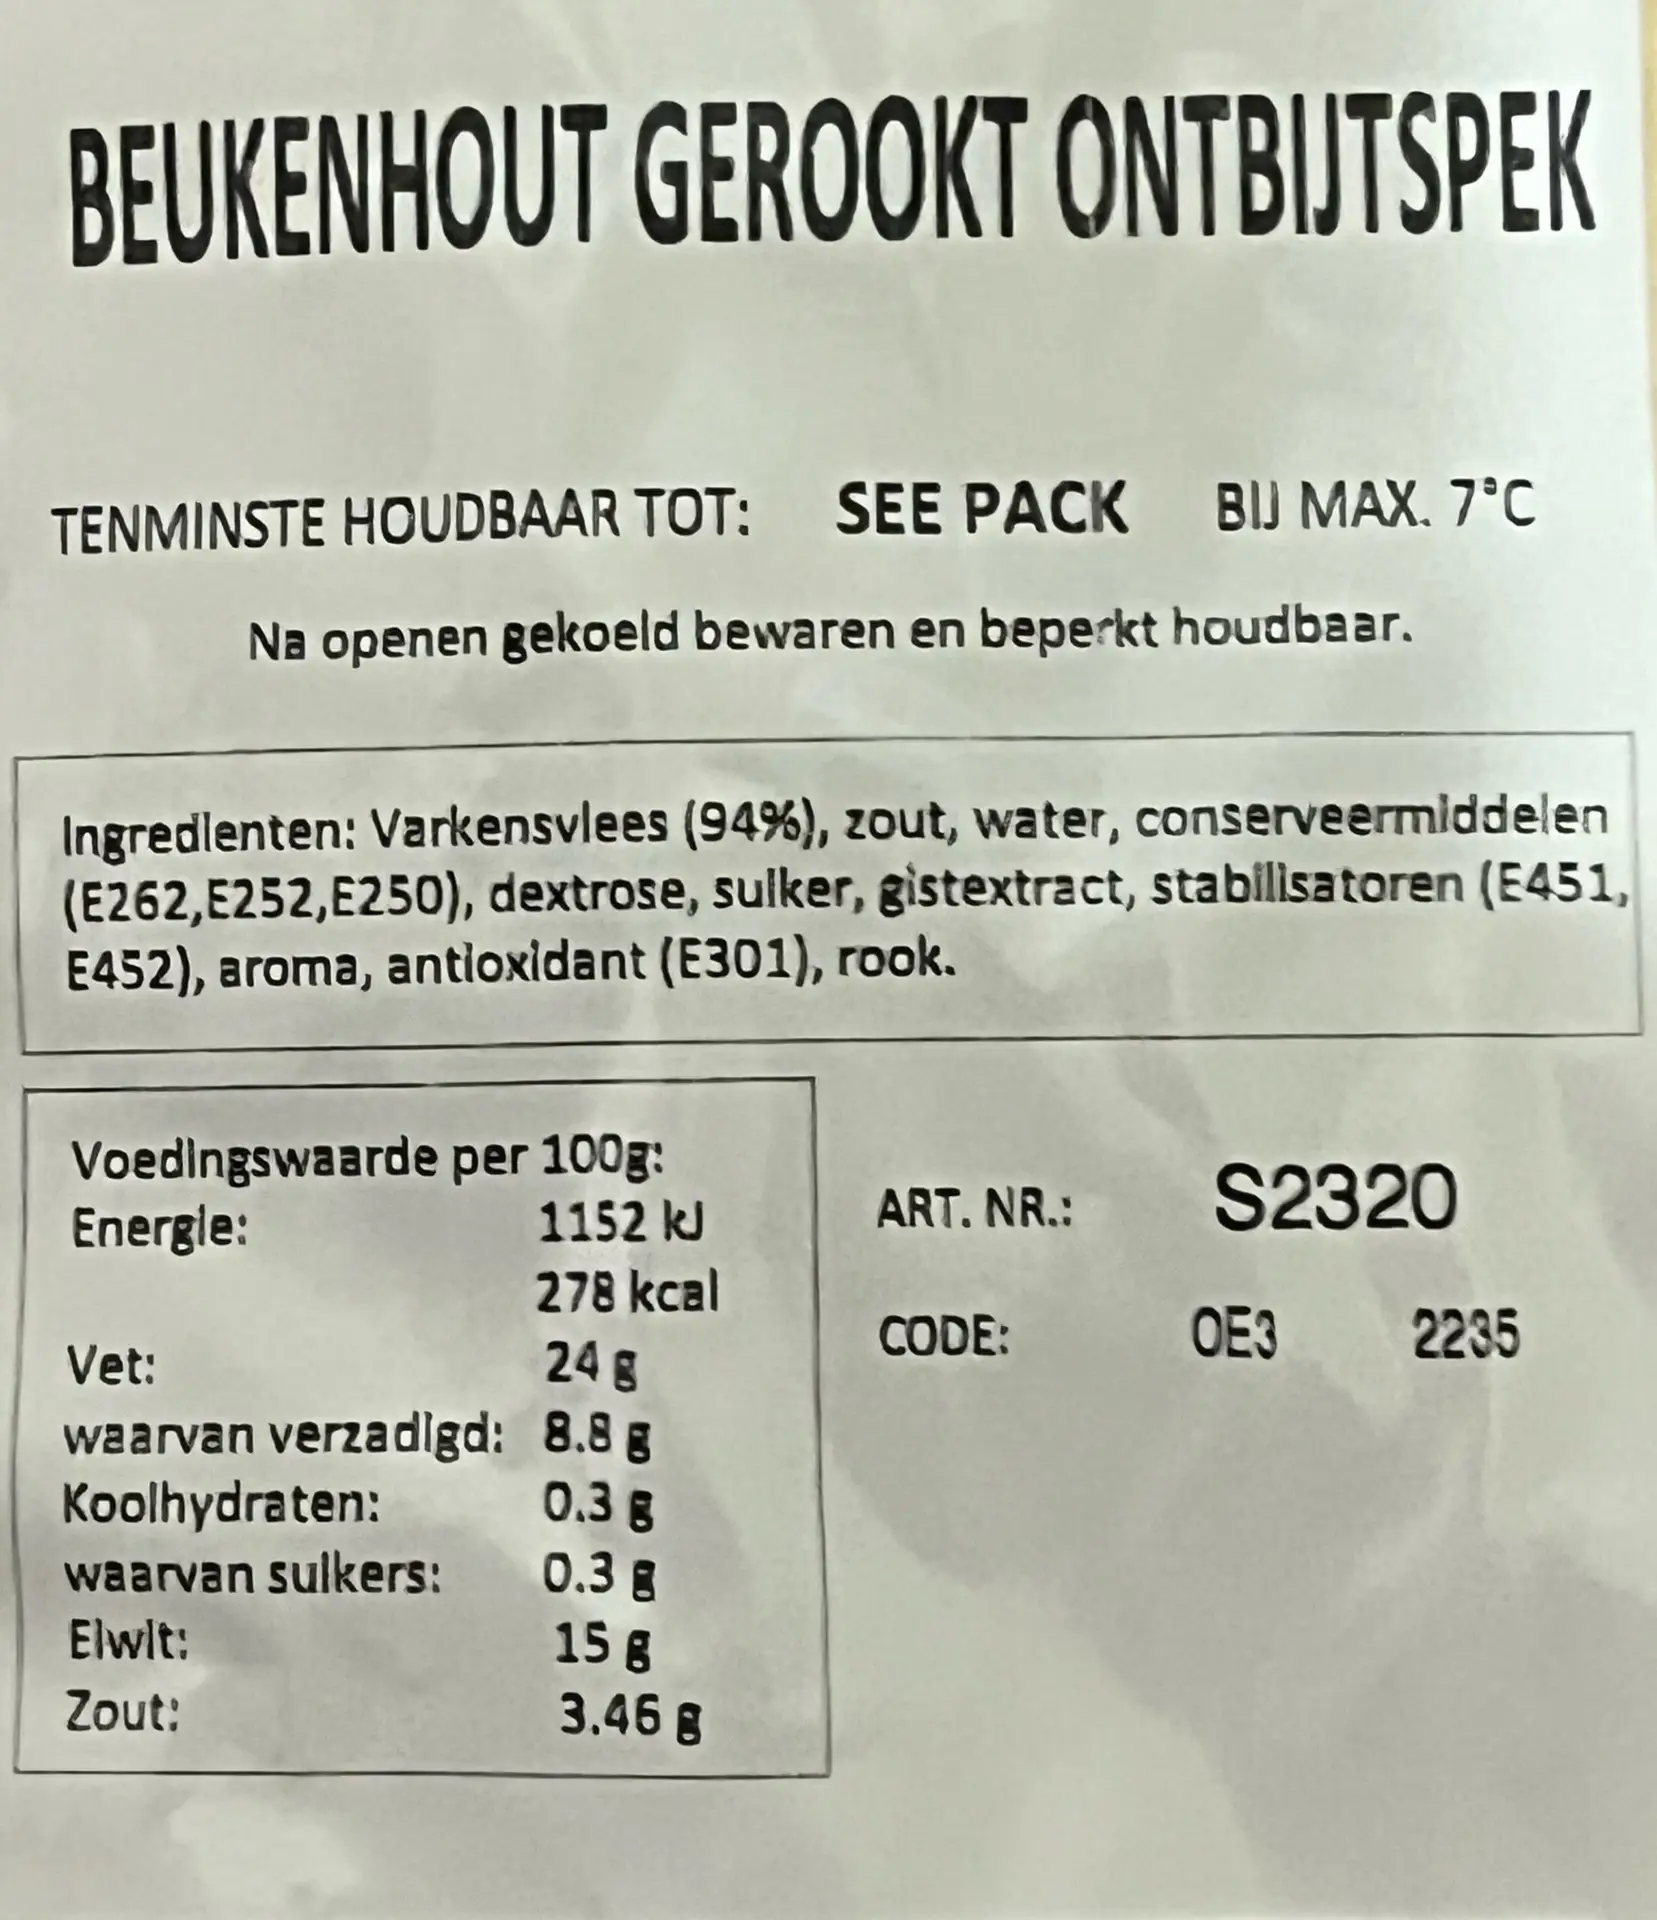 BEUKENHOUT GEROOKT ONTBIJTSPEK
TENMINSTE HOUDBAAR TOT: SEE PACK BIJ MAX. 7°C
Na openen gekoeld bewaren en beperkt houdbaar.
Ingredienten: Varkensvlees (94%), zout, water, conserveermiddelen
(E262,E252,E250), dextrose, suiker, gistextract, stabilisatoren (E451,
E452), aroma, antioxidant (E301), rook.
Voedingswaarde per 100g:
Energie: 1152 kJ
278 kcal
Vet: 24 g
waarvan verzadigd: 8.8 g
Koolhydraten: 0.3 g
waarvan suikers: 0.3 g
Eiwit: 15 g
Zout: 3.46 g
ART. NR.: S2320
CODE: OE3 2235